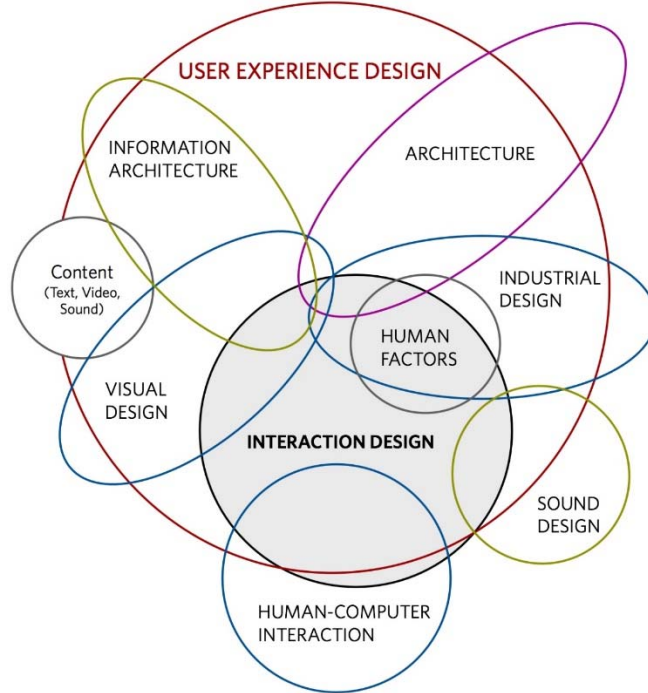 USER EXPERIENCE DESIGN
INFORMATION
ARCHITECTURE
ARCHITECTURE
Content
(Text, Video,
Sound)
INDUSTRIAL
DESIGN
HUMAN
FACTORS
VISUAL
DESIGN
INTERACTION DESIGN
SOUND
DESIGN
HUMAN-COMPUTER
INTERACTION